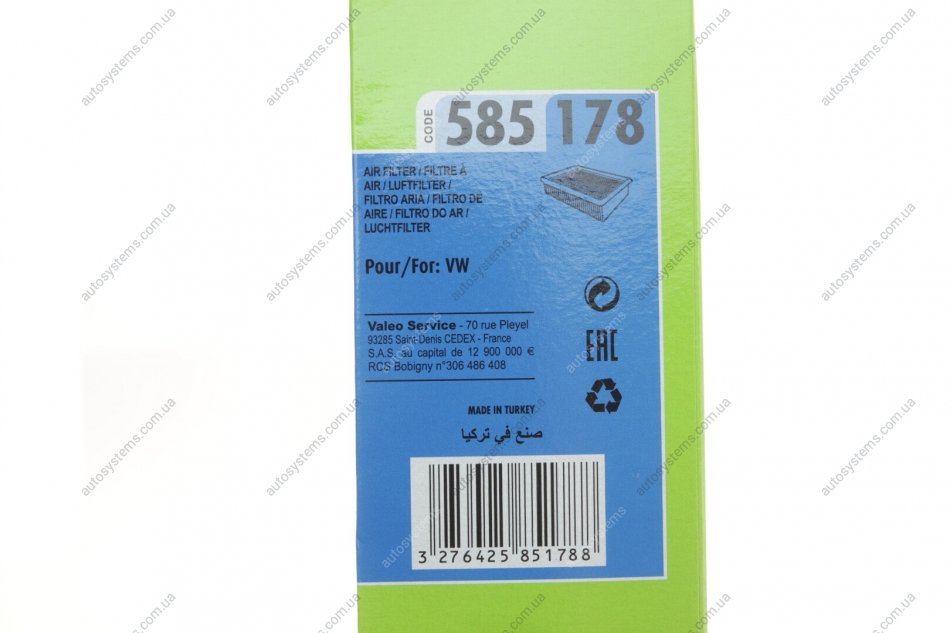 CODE 585 178
AIR FILTER / FILTRE À
AIR / LUFTFILTER /
FILTRO ARIA / FILTRO DE
AIRE / FILTRO DO AR /
LUCHTFILTER
Pour/For: VW
Valeo Service - 70 rue Pleyel
93285 Saint-Denis CEDEX - France
S.A.S. au capital de 12 900 000 €
RCS Bobigny n°306 486 408
EAC
MADE IN TURKEY
صنع في تركيا
3 276425 851788
autosystems.com.ua